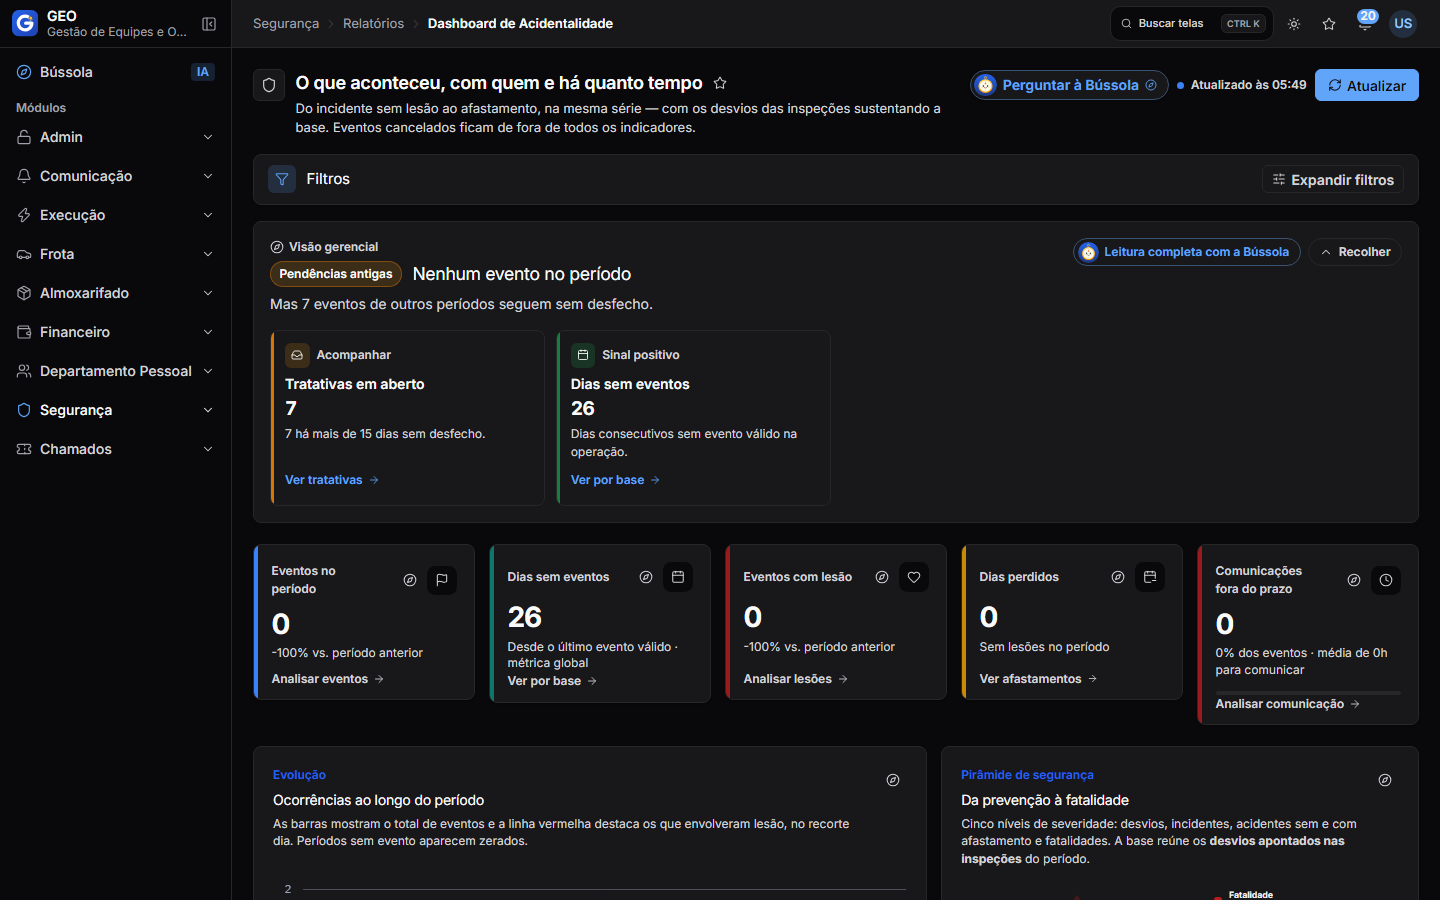 GEO
Gestão de Equipes e O...
Segurança
Relatórios
Dashboard de Acidentalidade
Buscar telas
CTRL K
20
US
Bússola
IA
Módulos
Admin
Comunicação
Execução
Frota
Almoxarifado
Financeiro
Departamento Pessoal
Segurança
Chamados
O que aconteceu, com quem e há quanto tempo
Do incidente sem lesão ao afastamento, na mesma série — com os desvios das inspeções sustentando a
base. Eventos cancelados ficam de fora de todos os indicadores.
Perguntar à Bússola
Atualizado às 05:49
Atualizar
Filtros
Expandir filtros
Visão gerencial
Pendências antigas
Nenhum evento no período
Mas 7 eventos de outros períodos seguem sem desfecho.
Leitura completa com a Bússola
Recolher
Acompanhar
Tratativas em aberto
7
7 há mais de 15 dias sem desfecho.
Ver tratativas
Sinal positivo
Dias sem eventos
26
Dias consecutivos sem evento válido na
operação.
Ver por base
Eventos no
período
0
-100% vs. período anterior
Analisar eventos
Dias sem eventos
26
Desde o último evento válido ·
métrica global
Ver por base
Eventos com lesão
0
-100% vs. período anterior
Analisar lesões
Dias perdidos
0
Sem lesões no período
Ver afastamentos
Comunicações
fora do prazo
0
0% dos eventos · média de 0h
para comunicar
Analisar comunicação
Evolução
Ocorrências ao longo do período
As barras mostram o total de eventos e a linha vermelha destaca os que envolveram lesão, no recorte
dia. Períodos sem evento aparecem zerados.
2
Pirâmide de segurança
Da prevenção à fatalidade
Cinco níveis de severidade: desvios, incidentes, acidentes sem e com
afastamento e fatalidades. A base reúne os desvios apontados nas
inspeções do período.
Fatalidade